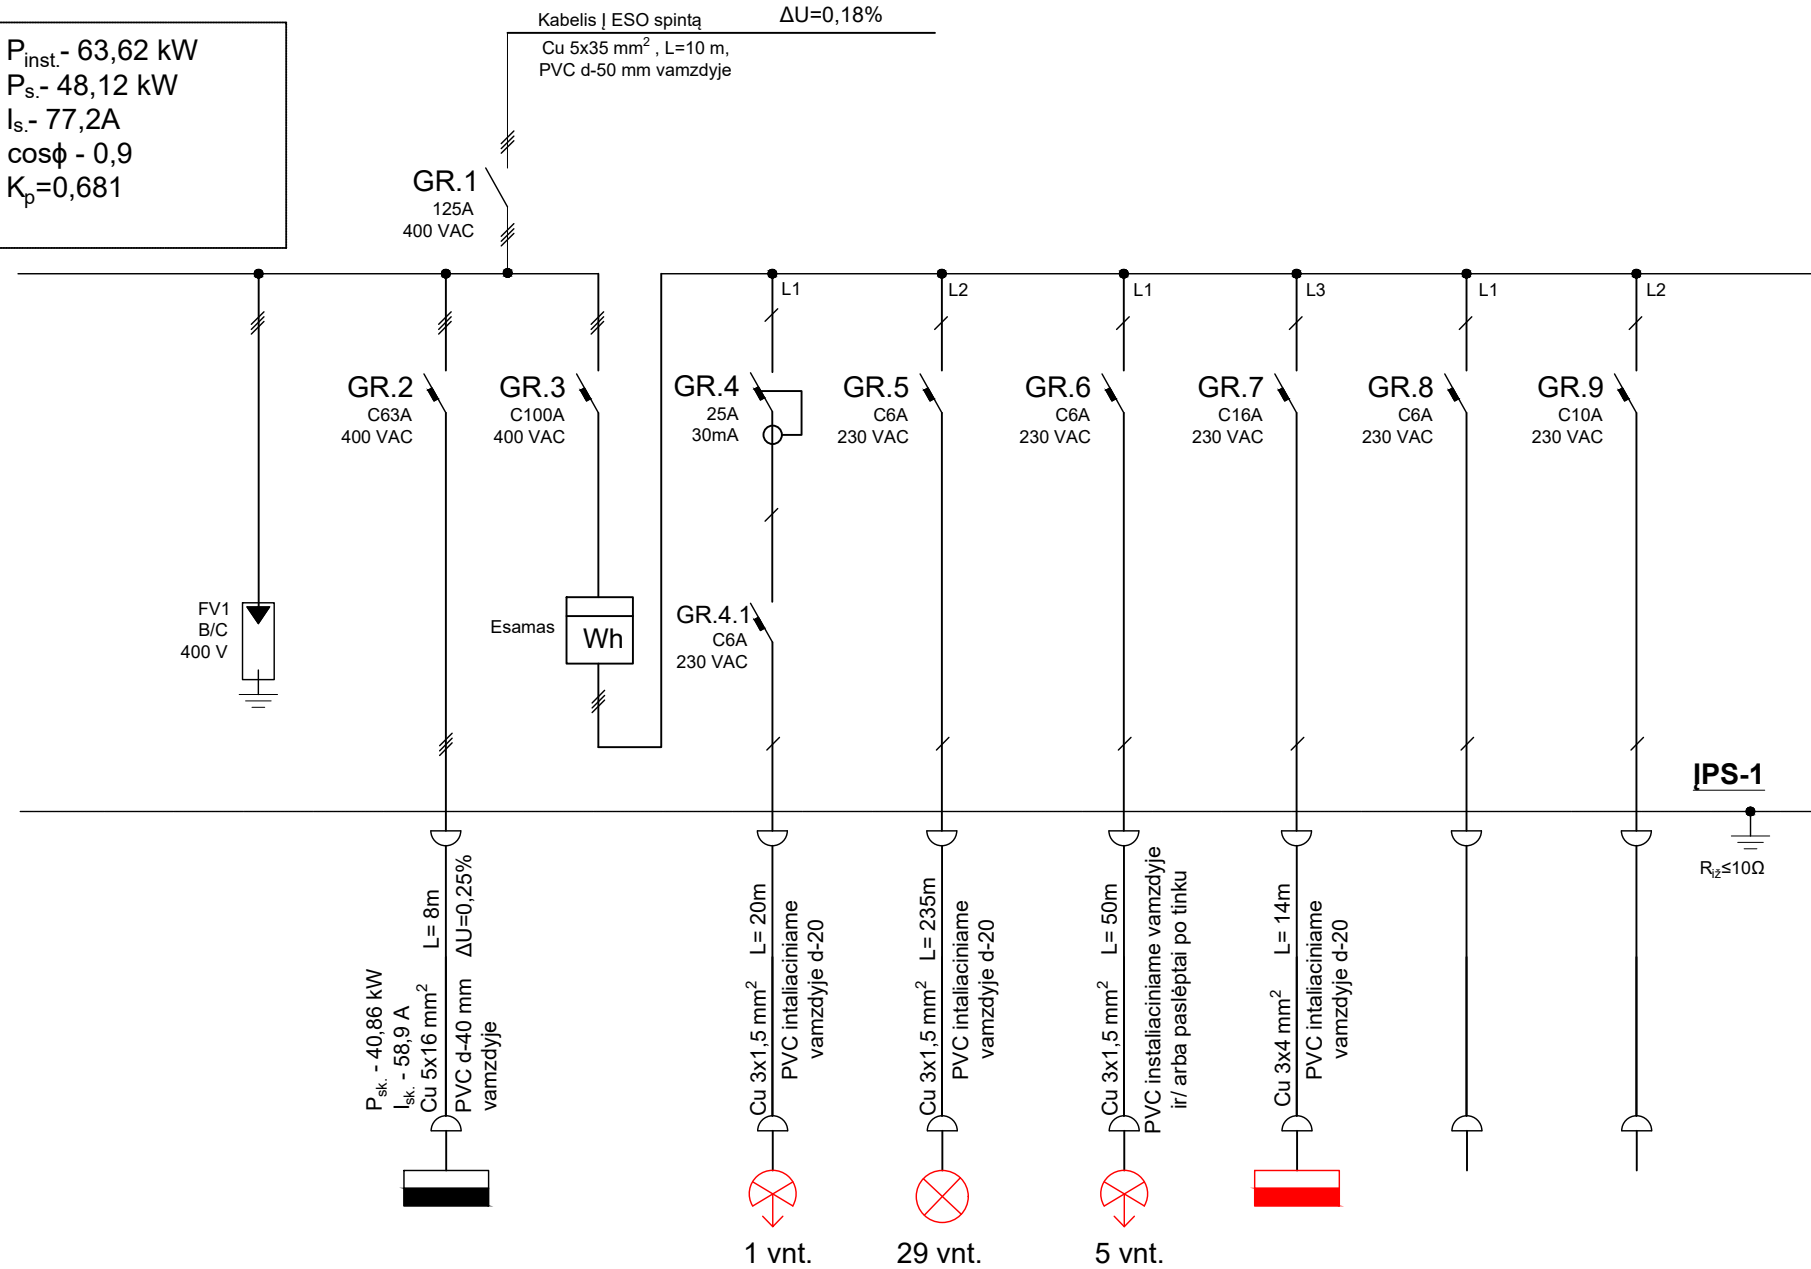 P inst.- 63,62 kW
P s.- 48,12 kW
I s.- 77,2A
cosϕ - 0,9
K p=0,681
Kabelis Į ESO spintą
ΔU=0,18%
Cu 5x35 mm² , L=10 m,
PVC d-50 mm vamzdyje
GR.1
125A
400 VAC
L1
L2
L1
L3
L1
L2
GR.2
C63A
400 VAC
GR.3
C100A
400 VAC
GR.4
25A
30mA
GR.5
C6A
230 VAC
GR.6
C6A
230 VAC
GR.7
C16A
230 VAC
GR.8
C6A
230 VAC
GR.9
C10A
230 VAC
FV1
B/C
400 V
Esamas
Wh
GR.4.1
C6A
230 VAC
ĮPS-1
R iž≤10Ω
P sk. - 40,86 kW
I sk. - 58,9 A
Cu 5x16 mm² L= 8m
PVC d-40 mm ΔU=0,25%
vamzdyje
Cu 3x1,5 mm² L= 20m
PVC intaliaciniame
vamzdyje d-20
Cu 3x1,5 mm² L= 235m
PVC intaliaciniame
vamzdyje d-20
Cu 3x1,5 mm² L= 50m
PVC instaliaciniame vamzdyje
ir/ arba paslėptai po tinku
Cu 3x4 mm² L= 14m
PVC intaliaciniame
vamzdyje d-20
1 vnt.
29 vnt.
5 vnt.